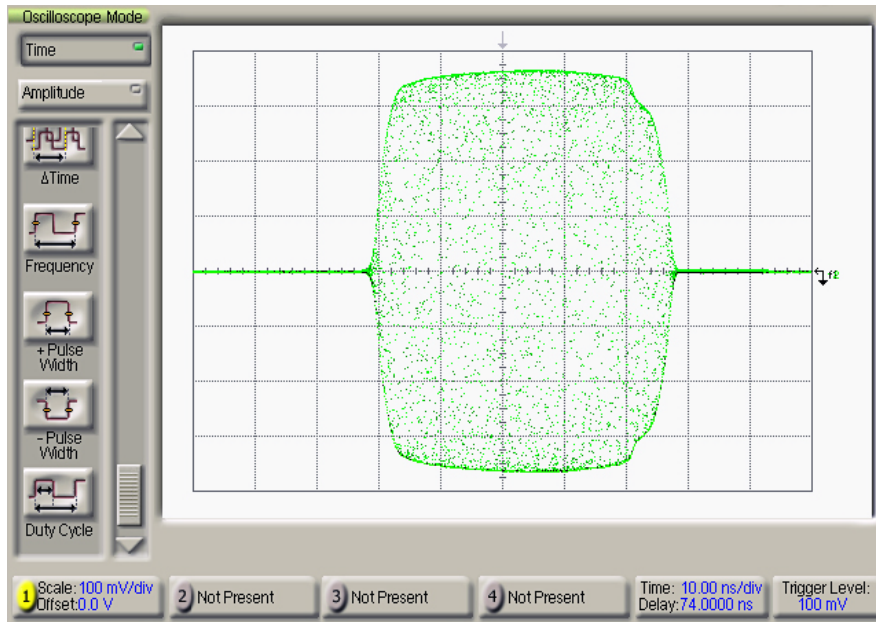 Oscilloscope Mode
Time
Amplitude
ΔTime
Frequency
+ Pulse
Width
- Pulse
Width
Duty Cycle
f1
1 Scale: 100 mV/div
Offset:0.0 V
2 Not Present
3 Not Present
4 Not Present
Time: 10.00 ns/div
Delay:74.0000 ns
Trigger Level:
100 mV